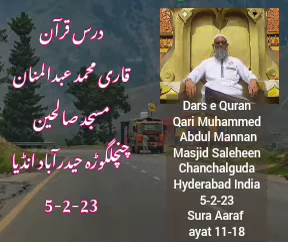 درس قرآن
قاری محمد عبدالمنان
مسجد صالحین
چنچلگوڑہ حیدرآباد انڈیا
5-2-23
Dars e Quran
Qari Muhammed
Abdul Mannan
Masjid Saleheen
Chanchalguda
Hyderabad India
5-2-23
Sura Aaraf
ayat 11-18